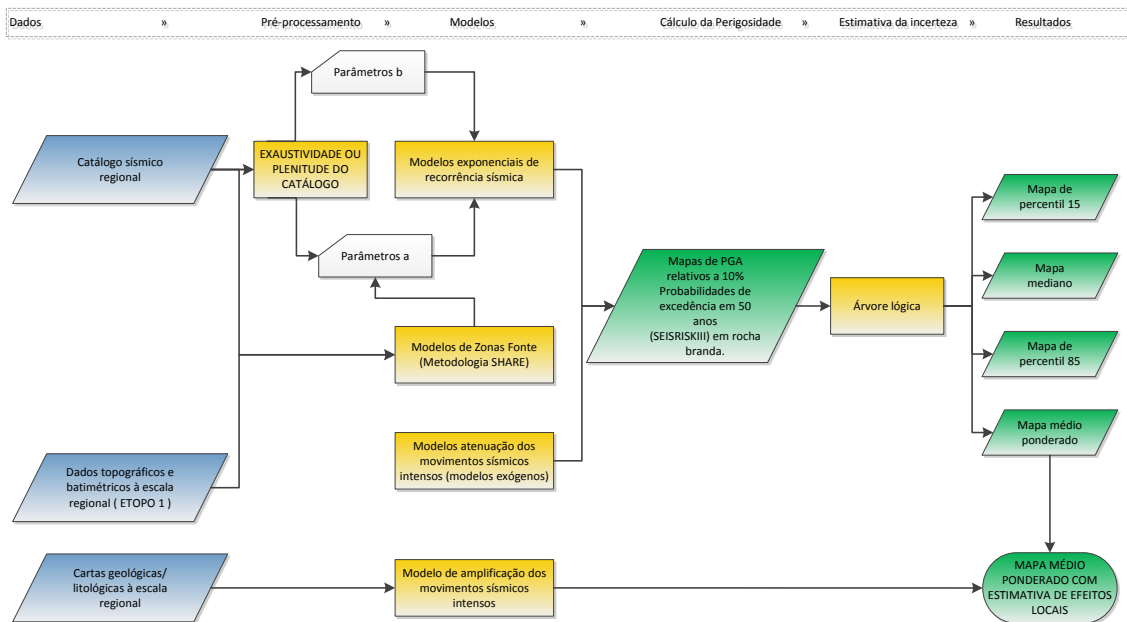 Dados » Pré-processamento » Modelos » Cálculo da Perigosidade » Estimativa da incerteza » Resultados
Parâmetros b
Catálogo sísmico
regional
EXAUSTIVIDADE OU
PLENITUDE DO
CATÁLOGO
Modelos exponenciais de
recorrência sísmica
Parâmetros a
Modelos de Zonas Fonte
(Metodologia SHARE)
Modelos atenuação dos
movimentos sísmicos
intensos (modelos exógenos)
Dados topográficos e
batimétricos à escala
regional ( ETOPO 1 )
Cartas geológicas/
litológicas à escala
regional
Modelo de amplificação dos
movimentos sísmicos
intensos
Mapas de PGA
relativos a 10%
Probabilidades de
excedência em 50
anos
(SEISRISKIII) em rocha
branda.
Árvore lógica
Mapa de
percentil 15
Mapa
mediano
Mapa de
percentil 85
Mapa médio
ponderado
MAPA MÉDIO
PONDERADO COM
ESTIMATIVA DE EFEITOS
LOCAIS